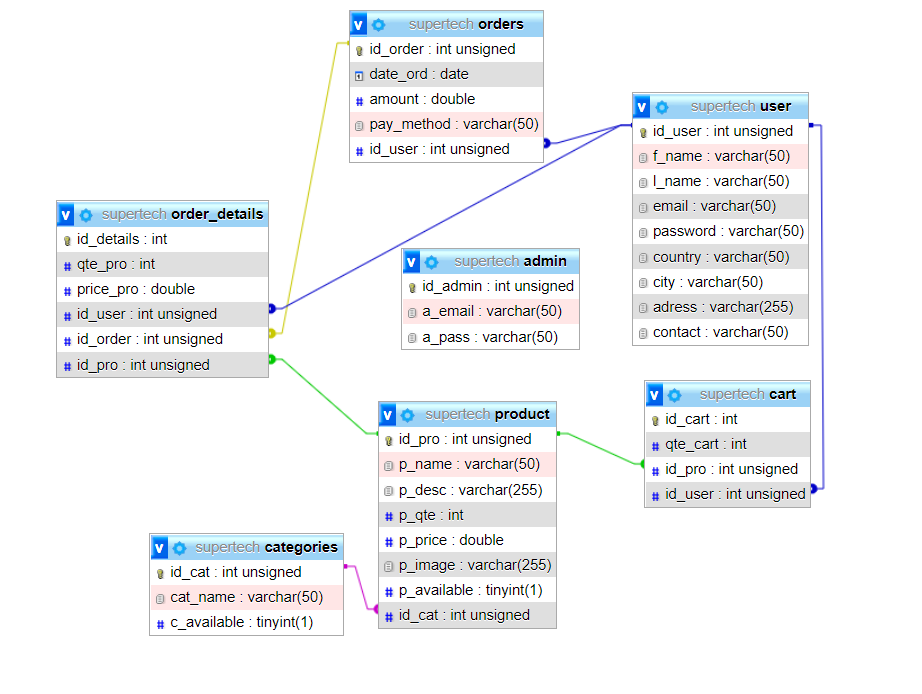 v supertech orders
id_order : int unsigned
date_ord : date
# amount : double
pay_method : varchar(50)
# id_user : int unsigned
v supertech user
id_user : int unsigned
f_name : varchar(50)
l_name : varchar(50)
email : varchar(50)
password : varchar(50)
country : varchar(50)
city : varchar(50)
adress : varchar(255)
contact : varchar(50)
v supertech order_details
id_details : int
# qte_pro : int
# price_pro : double
# id_user : int unsigned
# id_order : int unsigned
# id_pro : int unsigned
v supertech admin
id_admin : int unsigned
a_email : varchar(50)
a_pass : varchar(50)
v supertech cart
id_cart : int
# qte_cart : int
# id_pro : int unsigned
# id_user : int unsigned
v supertech product
id_pro : int unsigned
p_name : varchar(50)
p_desc : varchar(255)
# p_qte : int
# p_price : double
p_image : varchar(255)
# p_available : tinyint(1)
# id_cat : int unsigned
v supertech categories
id_cat : int unsigned
cat_name : varchar(50)
# c_available : tinyint(1)